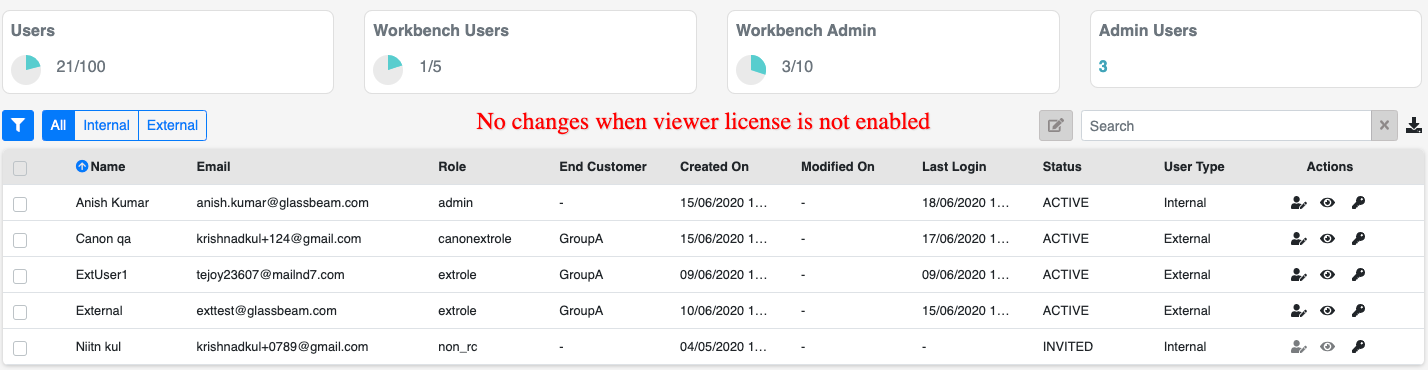 Users Workbench Users Workbench Admin Admin Users
21/100 1/5 3/10 3
All Internal External No changes when viewer license is not enabled Search
Name Email Role End Customer Created On Modified On Last Login Status User Type Actions
Anish Kumar anish.kumar@glassbeam.com admin - 15/06/2020 1... - 18/06/2020 1... ACTIVE Internal
Canon qa krishnadkul+124@gmail.com canonextrole GroupA 15/06/2020 1... - 17/06/2020 1... ACTIVE External
ExtUser1 tejoy23607@mailnd7.com extrole GroupA 09/06/2020 1... - 09/06/2020 1... ACTIVE External
External exttest@glassbeam.com extrole GroupA 10/06/2020 1... - 15/06/2020 1... ACTIVE External
Niitn kul krishnadkul+0789@gmail.com non_rc - 04/05/2020 1... - - INVITED Internal